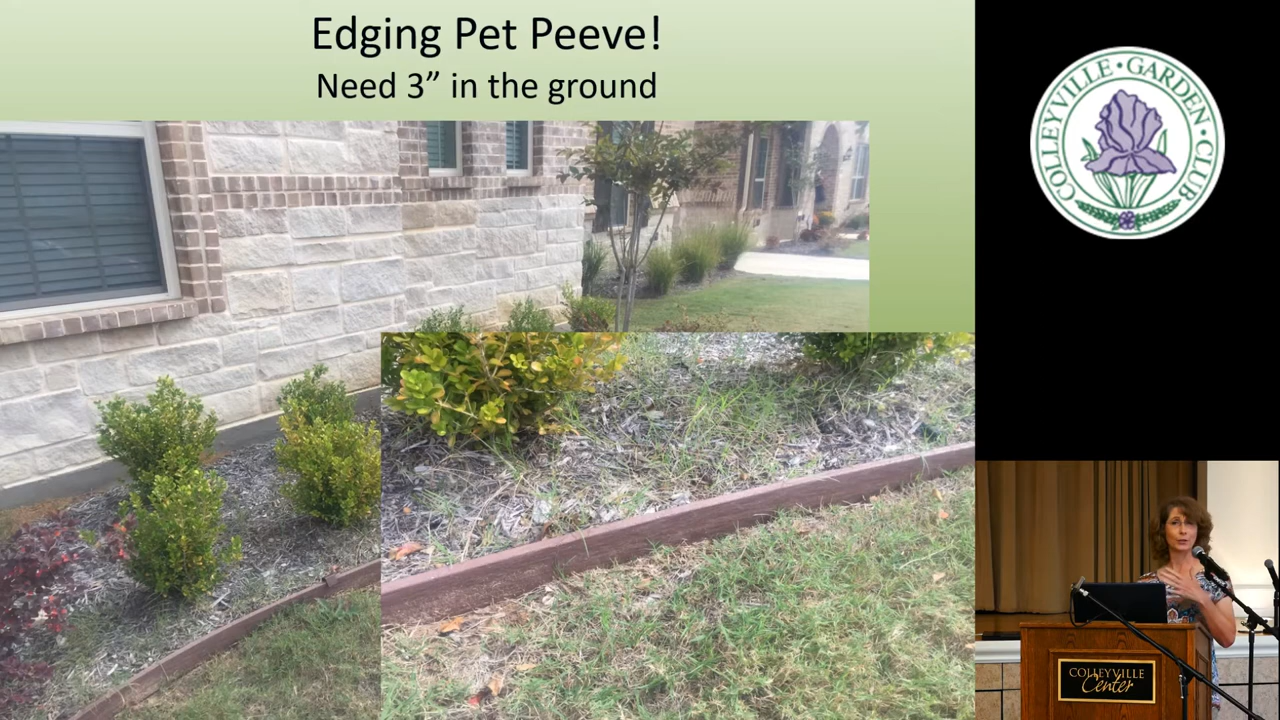 Edging Pet Peeve!
Need 3” in the ground
COLLEYVILLE • GARDEN • CLUB
COLLEYVILLE
Center